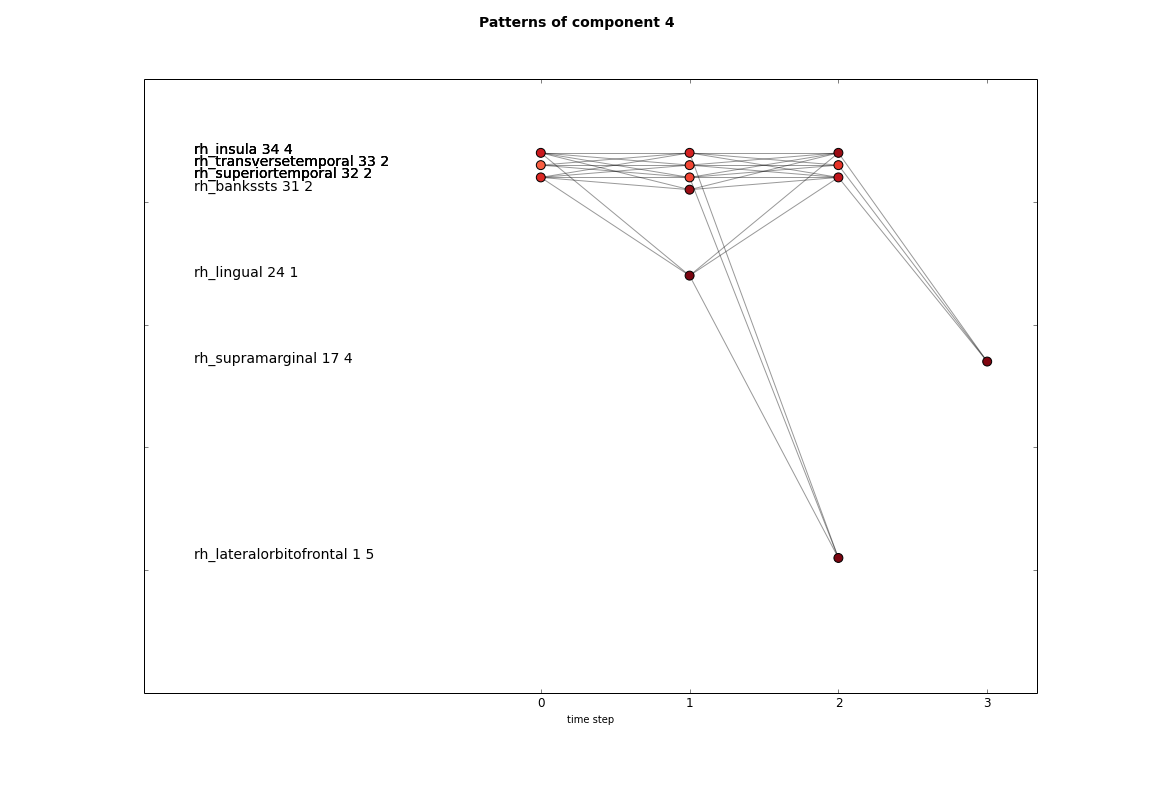 Patterns of component 4
rh_insula 34 4
rh_transversetemporal 33 2
rh_superiortemporal 32 2
rh_bankssts 31 2
rh_lingual 24 1
rh_supramarginal 17 4
rh_lateralorbitofrontal 1 5
0 1 2 3
time step